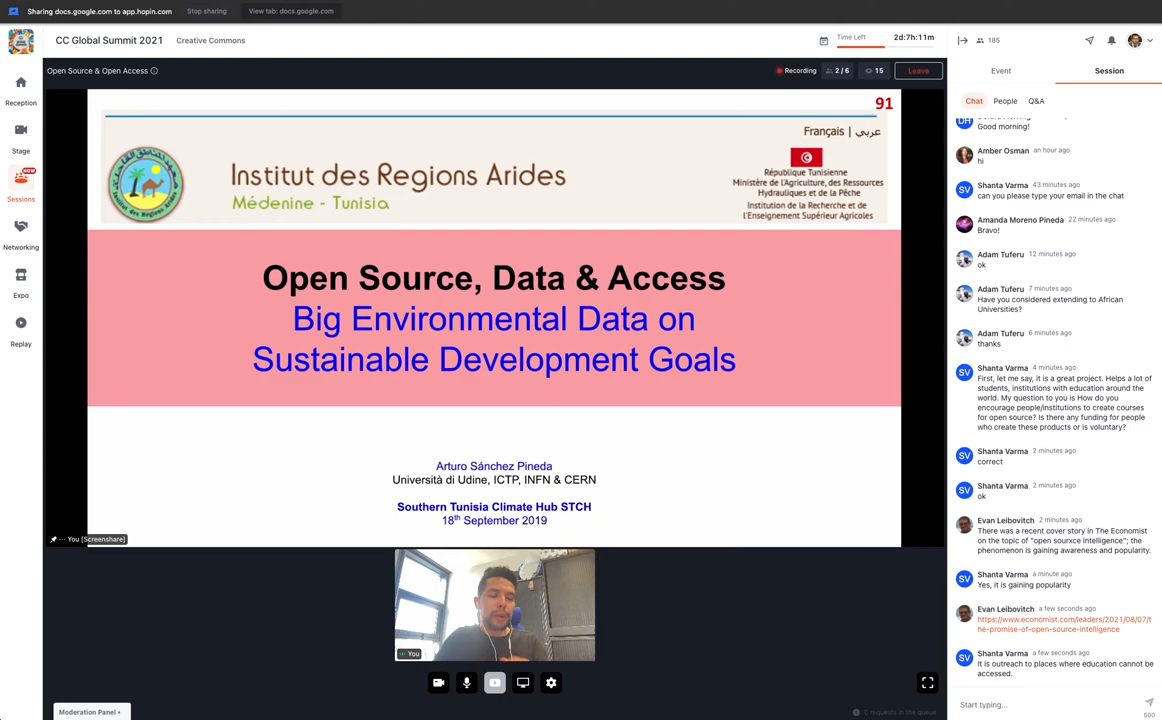 Sharing docs.google.com to app.hopin.com
Stop sharing
View tab: docs.google.com
CC Global Summit 2021
Creative Commons
Time Left
2d:7h:11m
185
Open Source & Open Access
Recording
2 / 6
15
Leave
Event
Session
Chat
People
Q&A
Reception
Stage
NOW
Sessions
Networking
Expo
Replay
91
Français | عربي
Institut des Regions Arides
Médenine - Tunisia
République Tunisienne
Ministère de l'Agriculture, des Ressources
Hydrauliques et de la Pêche
Institution de la Recherche et de
l'Enseignement Supérieur Agricoles
Open Source, Data & Access
Big Environmental Data on
Sustainable Development Goals
Arturo Sánchez Pineda
Università di Udine, ICTP, INFN & CERN
Southern Tunisia Climate Hub STCH
18th September 2019
You [Screenshare]
You
Moderation Panel
0 requests in the queue
DH
Good morning!
Amber Osman an hour ago
hi
SV
Shanta Varma 43 minutes ago
can you please type your email in the chat
Amanda Moreno Pineda 22 minutes ago
Bravo!
Adam Tuferu 12 minutes ago
ok
Adam Tuferu 7 minutes ago
Have you considered extending to African
Universities?
Adam Tuferu 6 minutes ago
thanks
SV
Shanta Varma 4 minutes ago
First, let me say, it is a great project. Helps a lot of
students, institutions with education around the
world. My question to you is How do you
encourage people/institutions to create courses
for open source? Is there any funding for people
who create these products or is voluntary?
SV
Shanta Varma 2 minutes ago
correct
SV
Shanta Varma 2 minutes ago
ok
Evan Leibovitch 2 minutes ago
There was a recent cover story in The Economist
on the topic of "open sourxce intelligence"; the
phenomenon is gaining awareness and popularity.
SV
Shanta Varma a minute ago
Yes, it is gaining popularity
Evan Leibovitch a few seconds ago
https://www.economist.com/leaders/2021/08/07/t
he-promise-of-open-source-intelligence
SV
Shanta Varma a few seconds ago
It is outreach to places where education cannot be
accessed.
Start typing...
500